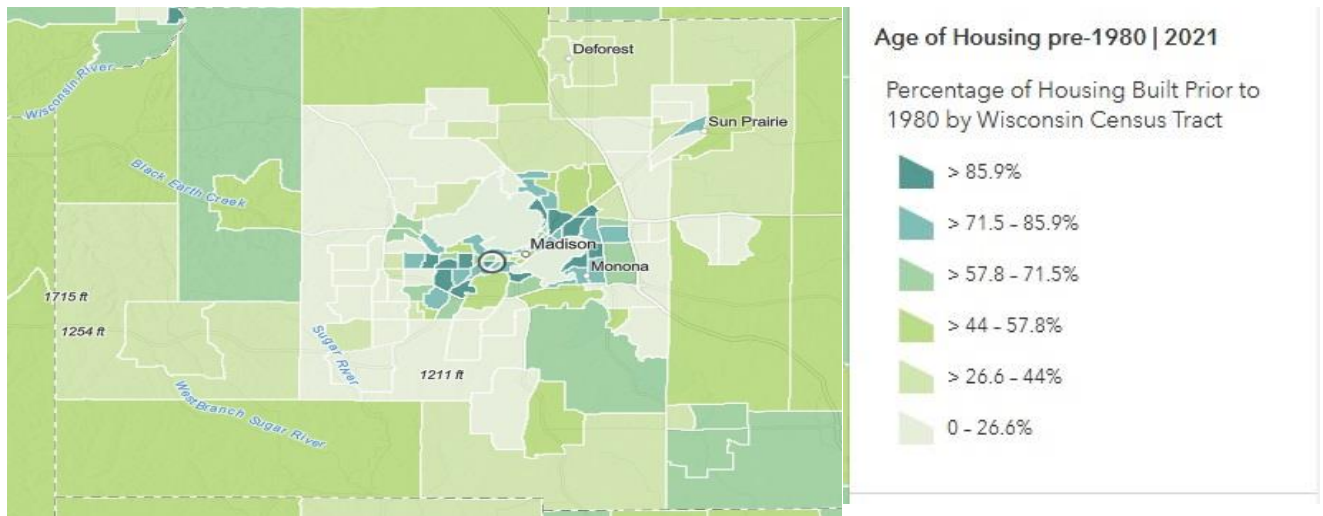 Deforest
Wisconsin River
Sun Prairie
Black Earth Creek
Madison
Monona
1715 ft
1254 ft
Sugar River
1211 ft
West Branch Sugar River
Age of Housing pre-1980 | 2021
Percentage of Housing Built Prior to
1980 by Wisconsin Census Tract
> 85.9%
> 71.5 - 85.9%
> 57.8 - 71.5%
> 44 - 57.8%
> 26.6 - 44%
0 - 26.6%